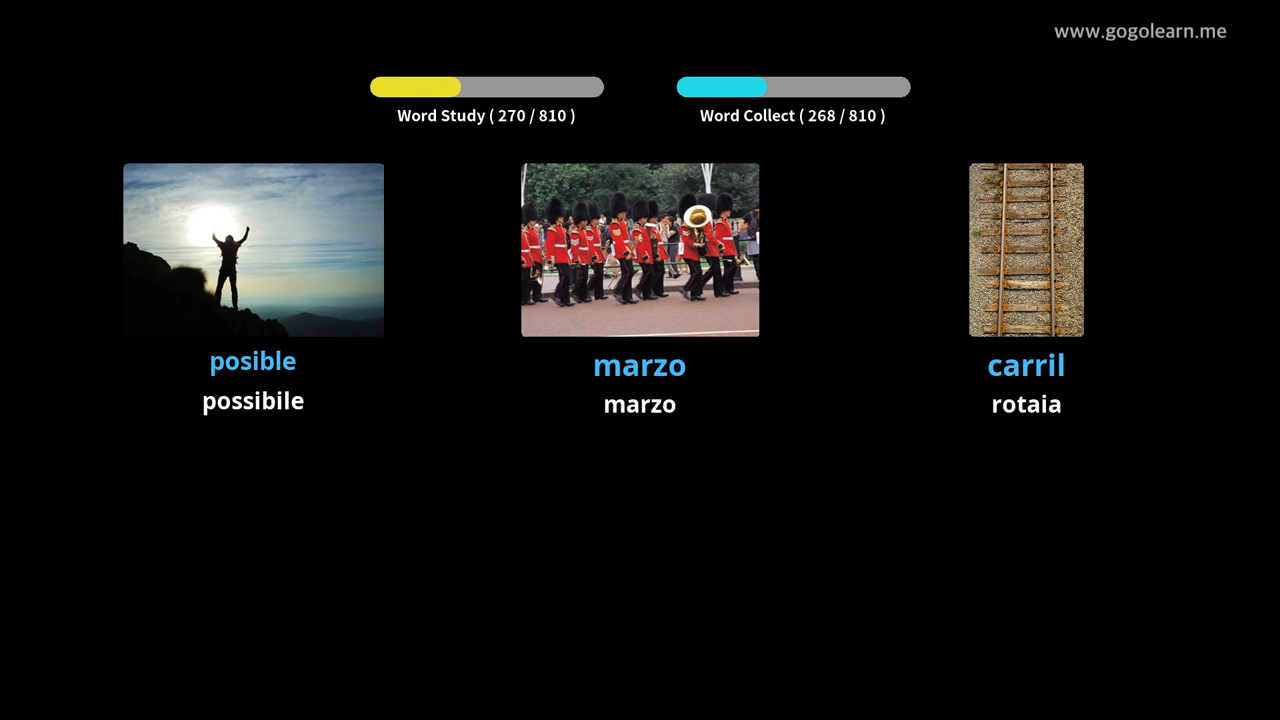 www.gogolearn.me
Word Study ( 270 / 810 )
Word Collect ( 268 / 810 )
posible
possibile
marzo
marzo
carril
rotaia